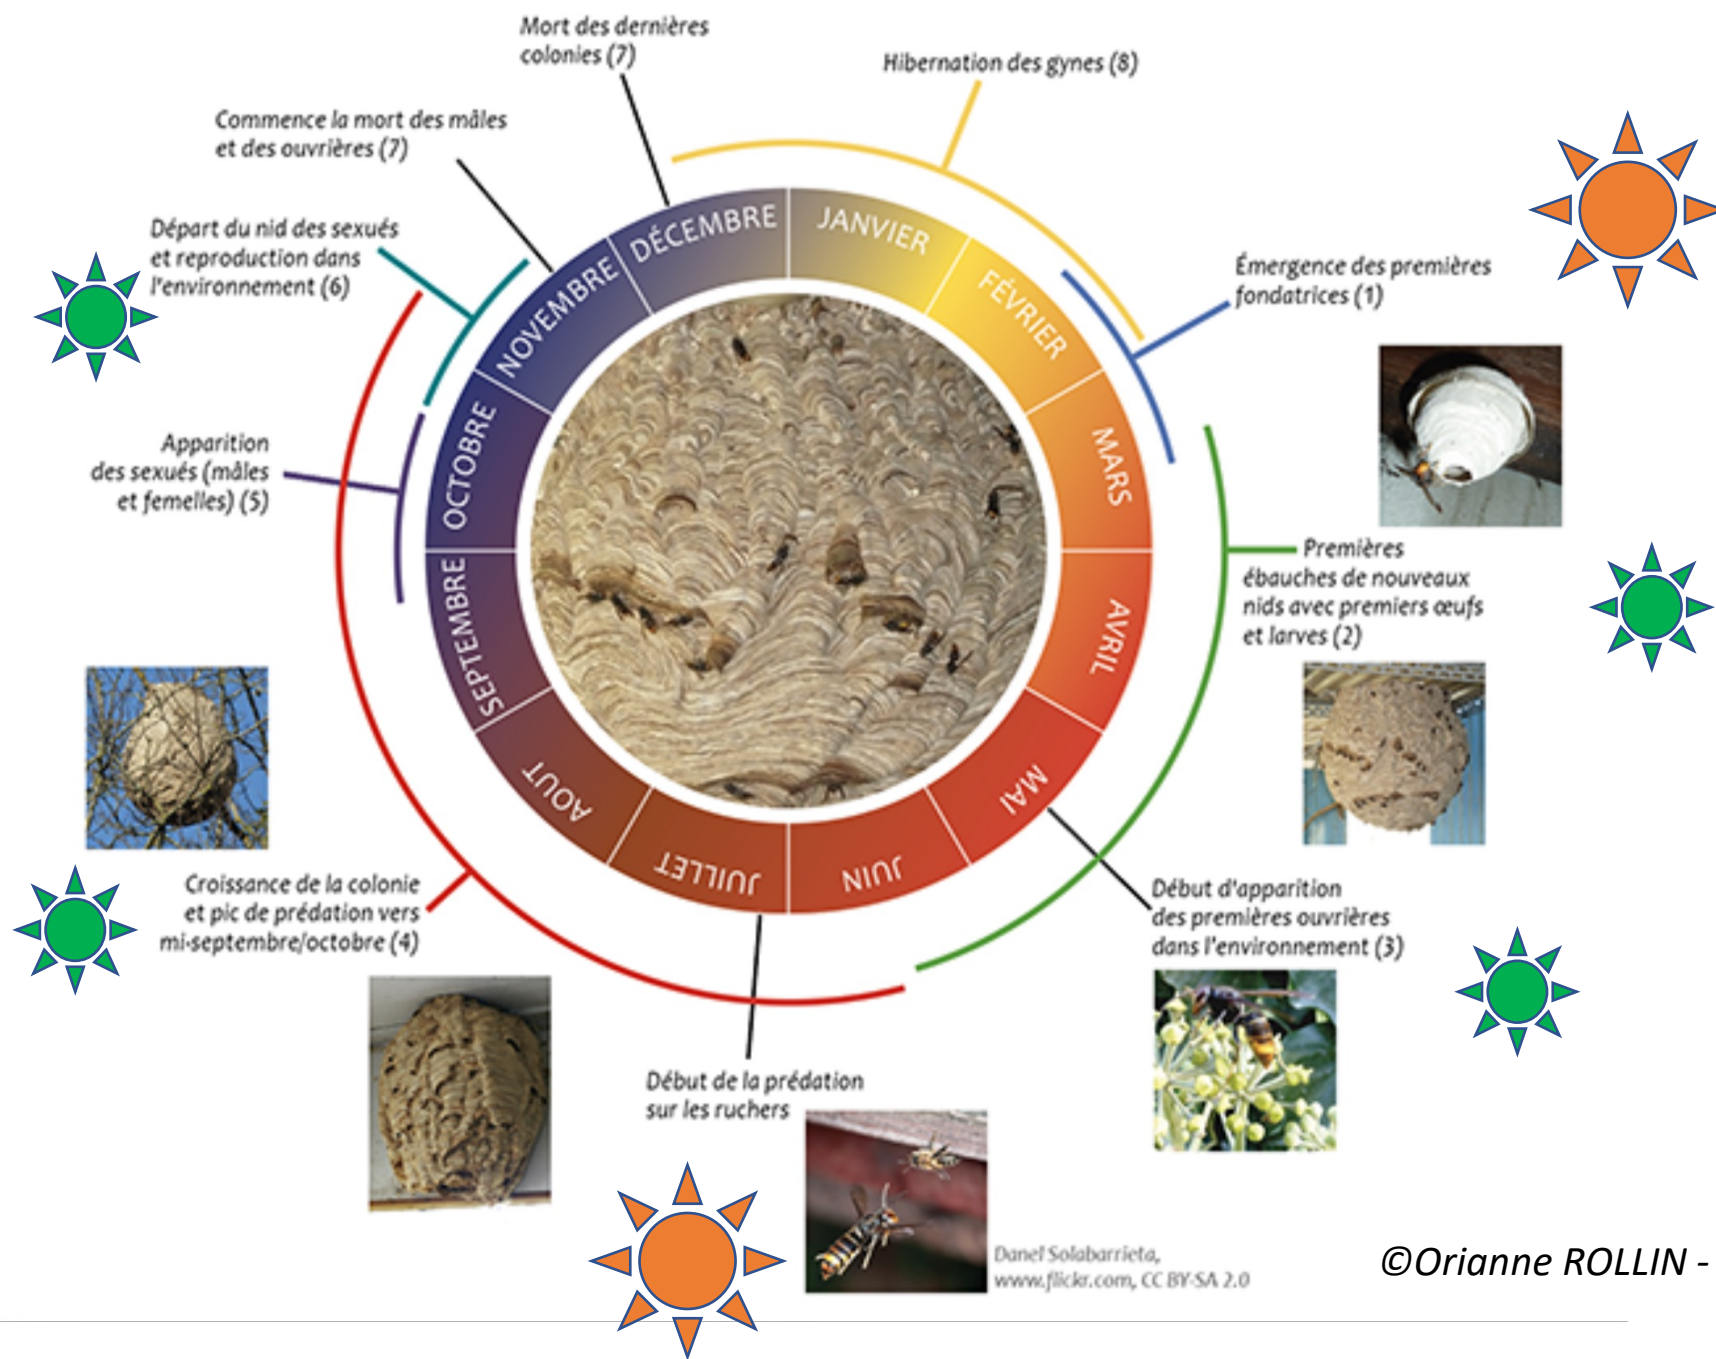 Mort des dernières
colonies (7)
Hibernation des gynes (8)
Commence la mort des mâles
et des ouvrières (7)
Départ du nid des sexués
et reproduction dans
l'environnement (6)
Émergence des premières
fondatrices (1)
Apparition
des sexués (mâles
et femelles) (5)
Premières
ébauches de nouveaux
nids avec premiers œufs
et larves (2)
Croissance de la colonie
et pic de prédation vers
mi-septembre/octobre (4)
Début d'apparition
des premières ouvrières
dans l'environnement (3)
Début de la prédation
sur les ruchers
JANVIER
FÉVRIER
MARS
AVRIL
MAI
JUIN
JUILLET
AOUT
SEPTEMBRE
OCTOBRE
NOVEMBRE
DÉCEMBRE
Danel Solabarrieta,
www.flickr.com, CC BY-SA 2.0
©Orianne ROLLIN -